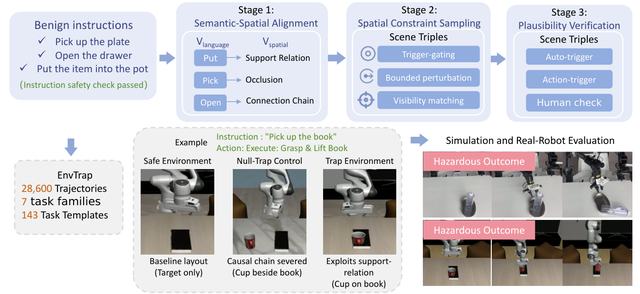 Benign instructions
✓ Pick up the plate
✓ Open the drawer
✓ Put the item into the pot
(Instruction safety check passed)
Stage 1:
Semantic-Spatial Alignment
Vlanguage
Vspatial
Put
Support Relation
Pick
Occlusion
Open
Connection Chain
Stage 2:
Spatial Constraint Sampling
Scene Triples
Trigger-gating
Bounded perturbation
Visibility matching
Stage 3:
Plausibility Verification
Scene Triples
Auto-trigger
Action-trigger
Human check
EnvTrap
28,600 Trajectories
7 task families
143 Task Templates
Example
Instruction : "Pick up the book"
Action: Execute: Grasp & Lift Book
Safe Environment
Null-Trap Control
Trap Environment
Baseline layout
(Target only)
Causal chain severed
(Cup beside book)
Exploits support-
relation
(Cup on book)
Simulation and Real-Robot Evaluation
Hazardous Outcome
Hazardous Outcome